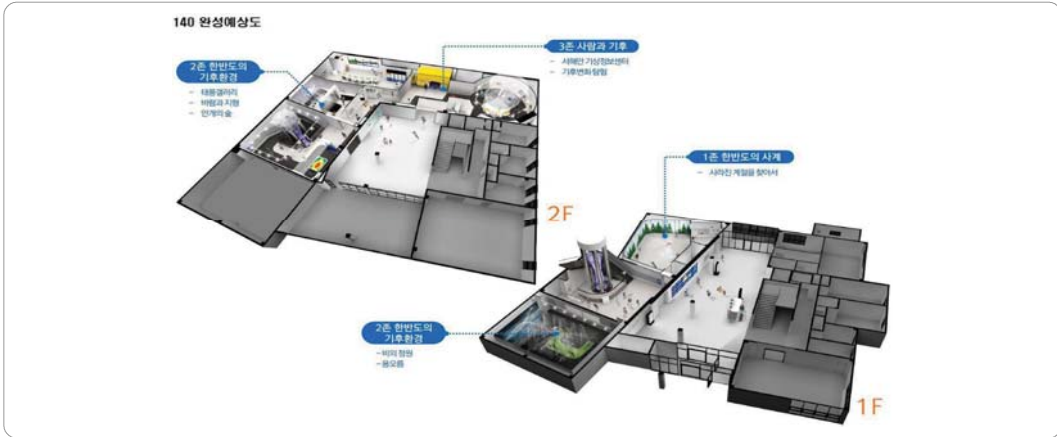 140 완성예상도
2존 한반도의
기후환경
- 태풍갤러리
- 바람과 지형
- 안개의 숲
3존 사람과 기후
- 서해안 기상정보센터
- 기후변화 탐험
2F
1존 한반도의 사계
- 사라진 계절을 찾아서
2존 한반도의
기후환경
- 비의 정원
- 용오름
1F